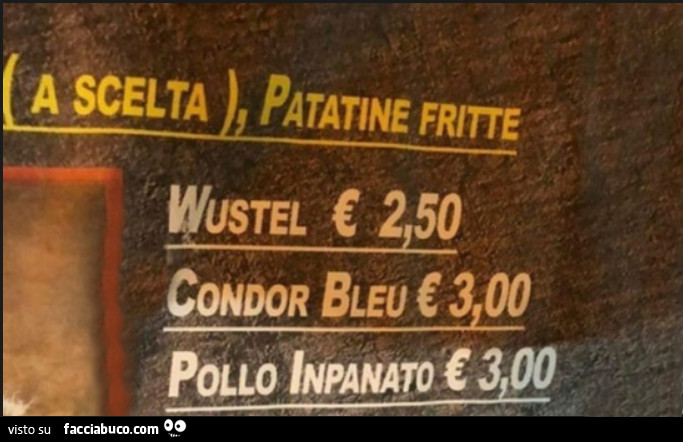 ( A SCELTA ), PATATINE FRITTE
WUSTEL € 2,50
CONDOR BLEU € 3,00
POLLO INPANATO € 3,00
visto su facciabuco.com